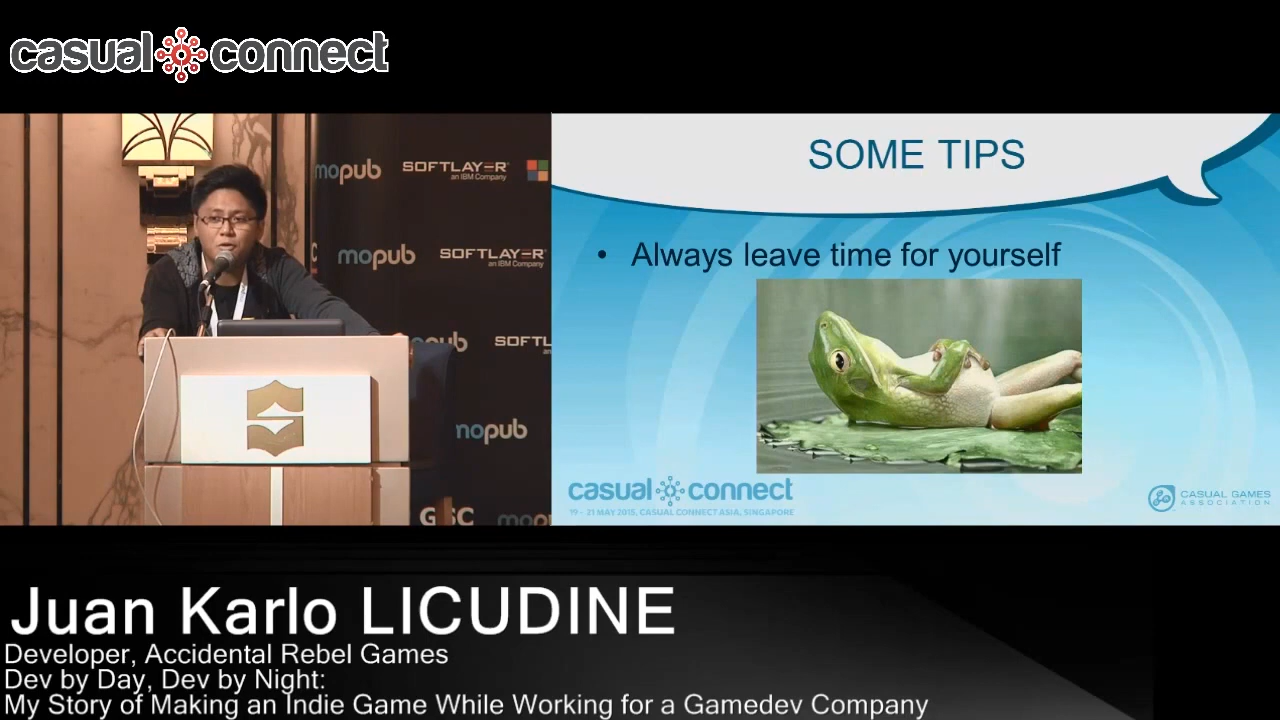 casual connect
SOME TIPS
• Always leave time for yourself
mopub SOFTLAYER
an IBM Company
mopub SOFTLAYER
an IBM Company
SOFTL
mopub
casual connect
19 - 21 MAY 2015, CASUAL CONNECT ASIA, SINGAPORE
CASUAL GAMES
ASSOCIATION
Juan Karlo LICUDINE
Developer, Accidental Rebel Games
Dev by Day, Dev by Night:
My Story of Making an Indie Game While Working for a Gamedev Company